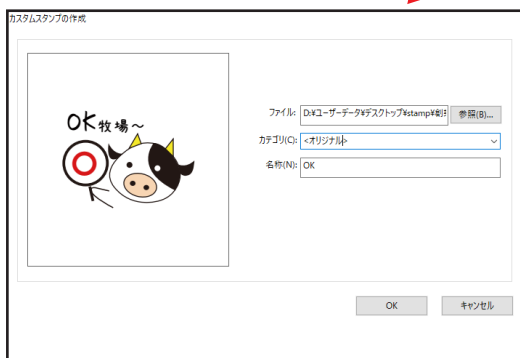 カスタムスタンプの作成
OK牧場～
ファイル: D:¥ユーザーデータ¥デスクトップ¥stamp¥ 参照(B)...
カテゴリ(C): <オリジナル>
名称(N): OK
OK キャンセル